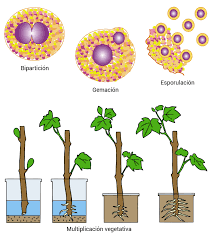 Bipartición
Gemación
Esporulación
Multiplicación vegetativa